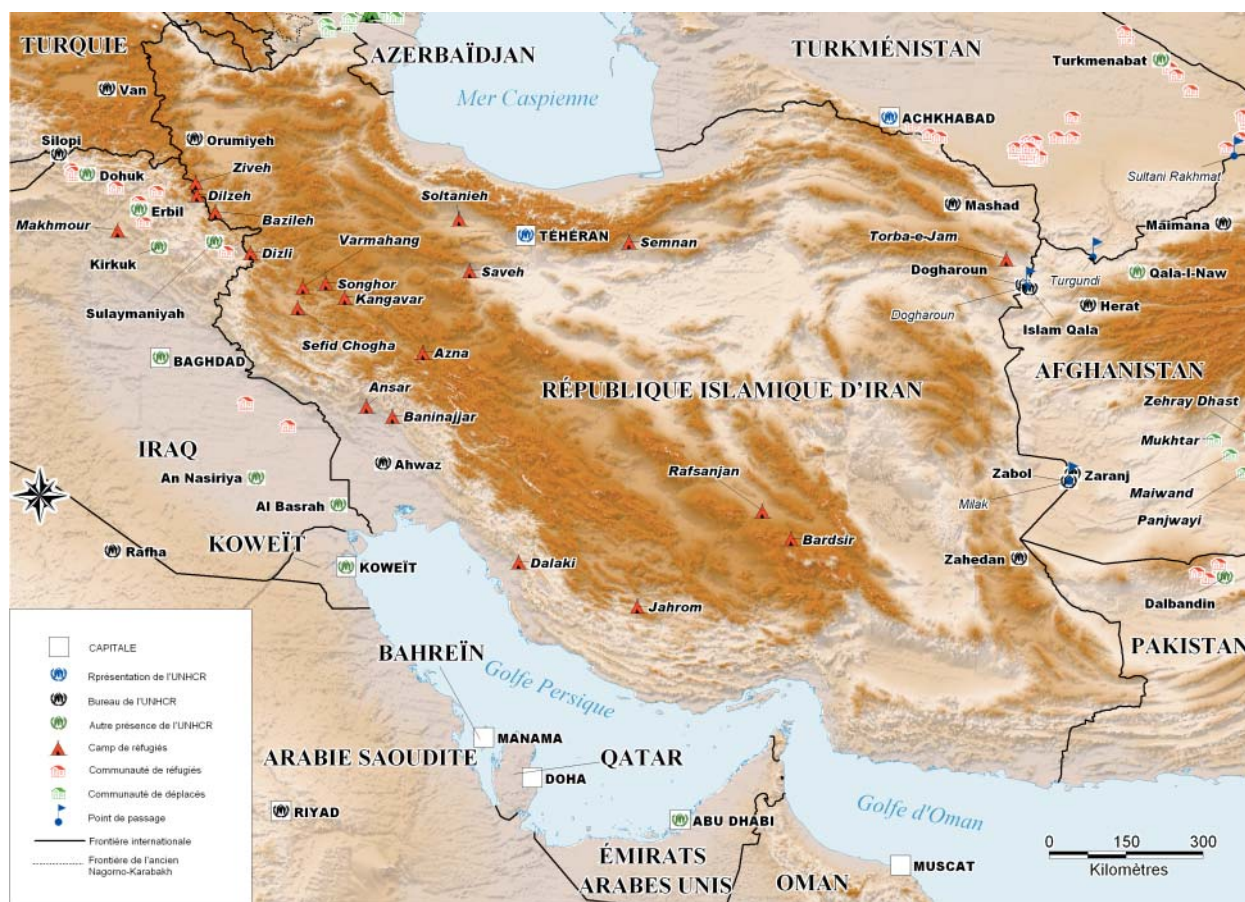 TURQUIE
AZERBAÏDJAN
TURKMÉNISTAN
Turkmenabat
Van
Mer Caspienne
ACHKHABAD
Silopi
Orumiyeh
Ziveh
Dohuk
Dilzeh
Soltanieh
Sultani Rakhmat
Erbil
Bazileh
Mashad
Maimana
Makhmour
Varmahang
TÉHÉRAN
Semnan
Torba-e-Jam
Kirkuk
Dizli
Saveh
Dogharoun
Turgundi
Qala-I-Naw
Songhor
Kangavar
Sulaymaniyah
Dogharoun
Herat
Islam Qala
Sefid Chogha
BAGHDAD
Azna
AFGHANISTAN
Ansar
RÉPUBLIQUE ISLAMIQUE D'IRAN
Zehray Dhast
Baninajjar
Mukhtar
IRAQ
Ahwaz
Rafsanjan
Zabol
Zaranj
An Nasiriya
Maiwand
Al Basrah
Milak
Panjwayi
KOWEÏT
Bardsir
Rafha
KOWEÏT
Dalaki
Zahedan
Dalbandin
Jahrom
PAKISTAN
BAHREÏN
Golfe Persique
MANAMA
ARABIE SAOUDITE
QATAR
DOHA
RIYAD
ABU DHABI
Golfe d'Oman
ÉMIRATS
ARABES UNIS
OMAN
MUSCAT
0 150 300
Kilomètres
CAPITALE
Rprésentation de l'UNHCR
Bureau de l'UNHCR
Autre présence de l'UNHCR
Camp de réfugiés
Communauté de réfugiés
Communauté de déplacés
Point de passage
Frontière internationale
Frontière de l'ancien
Nagorno-Karabakh